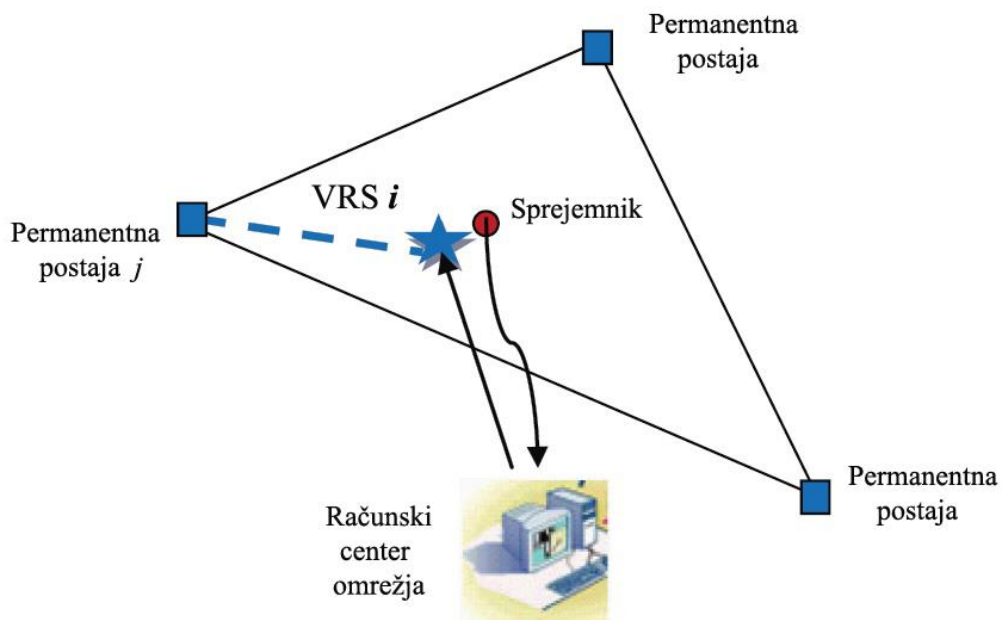 Permanentna
postaja
VRS i
Sprejemnik
Permanentna
postaja j
Permanentna
postaja
Računski
center
omrežja